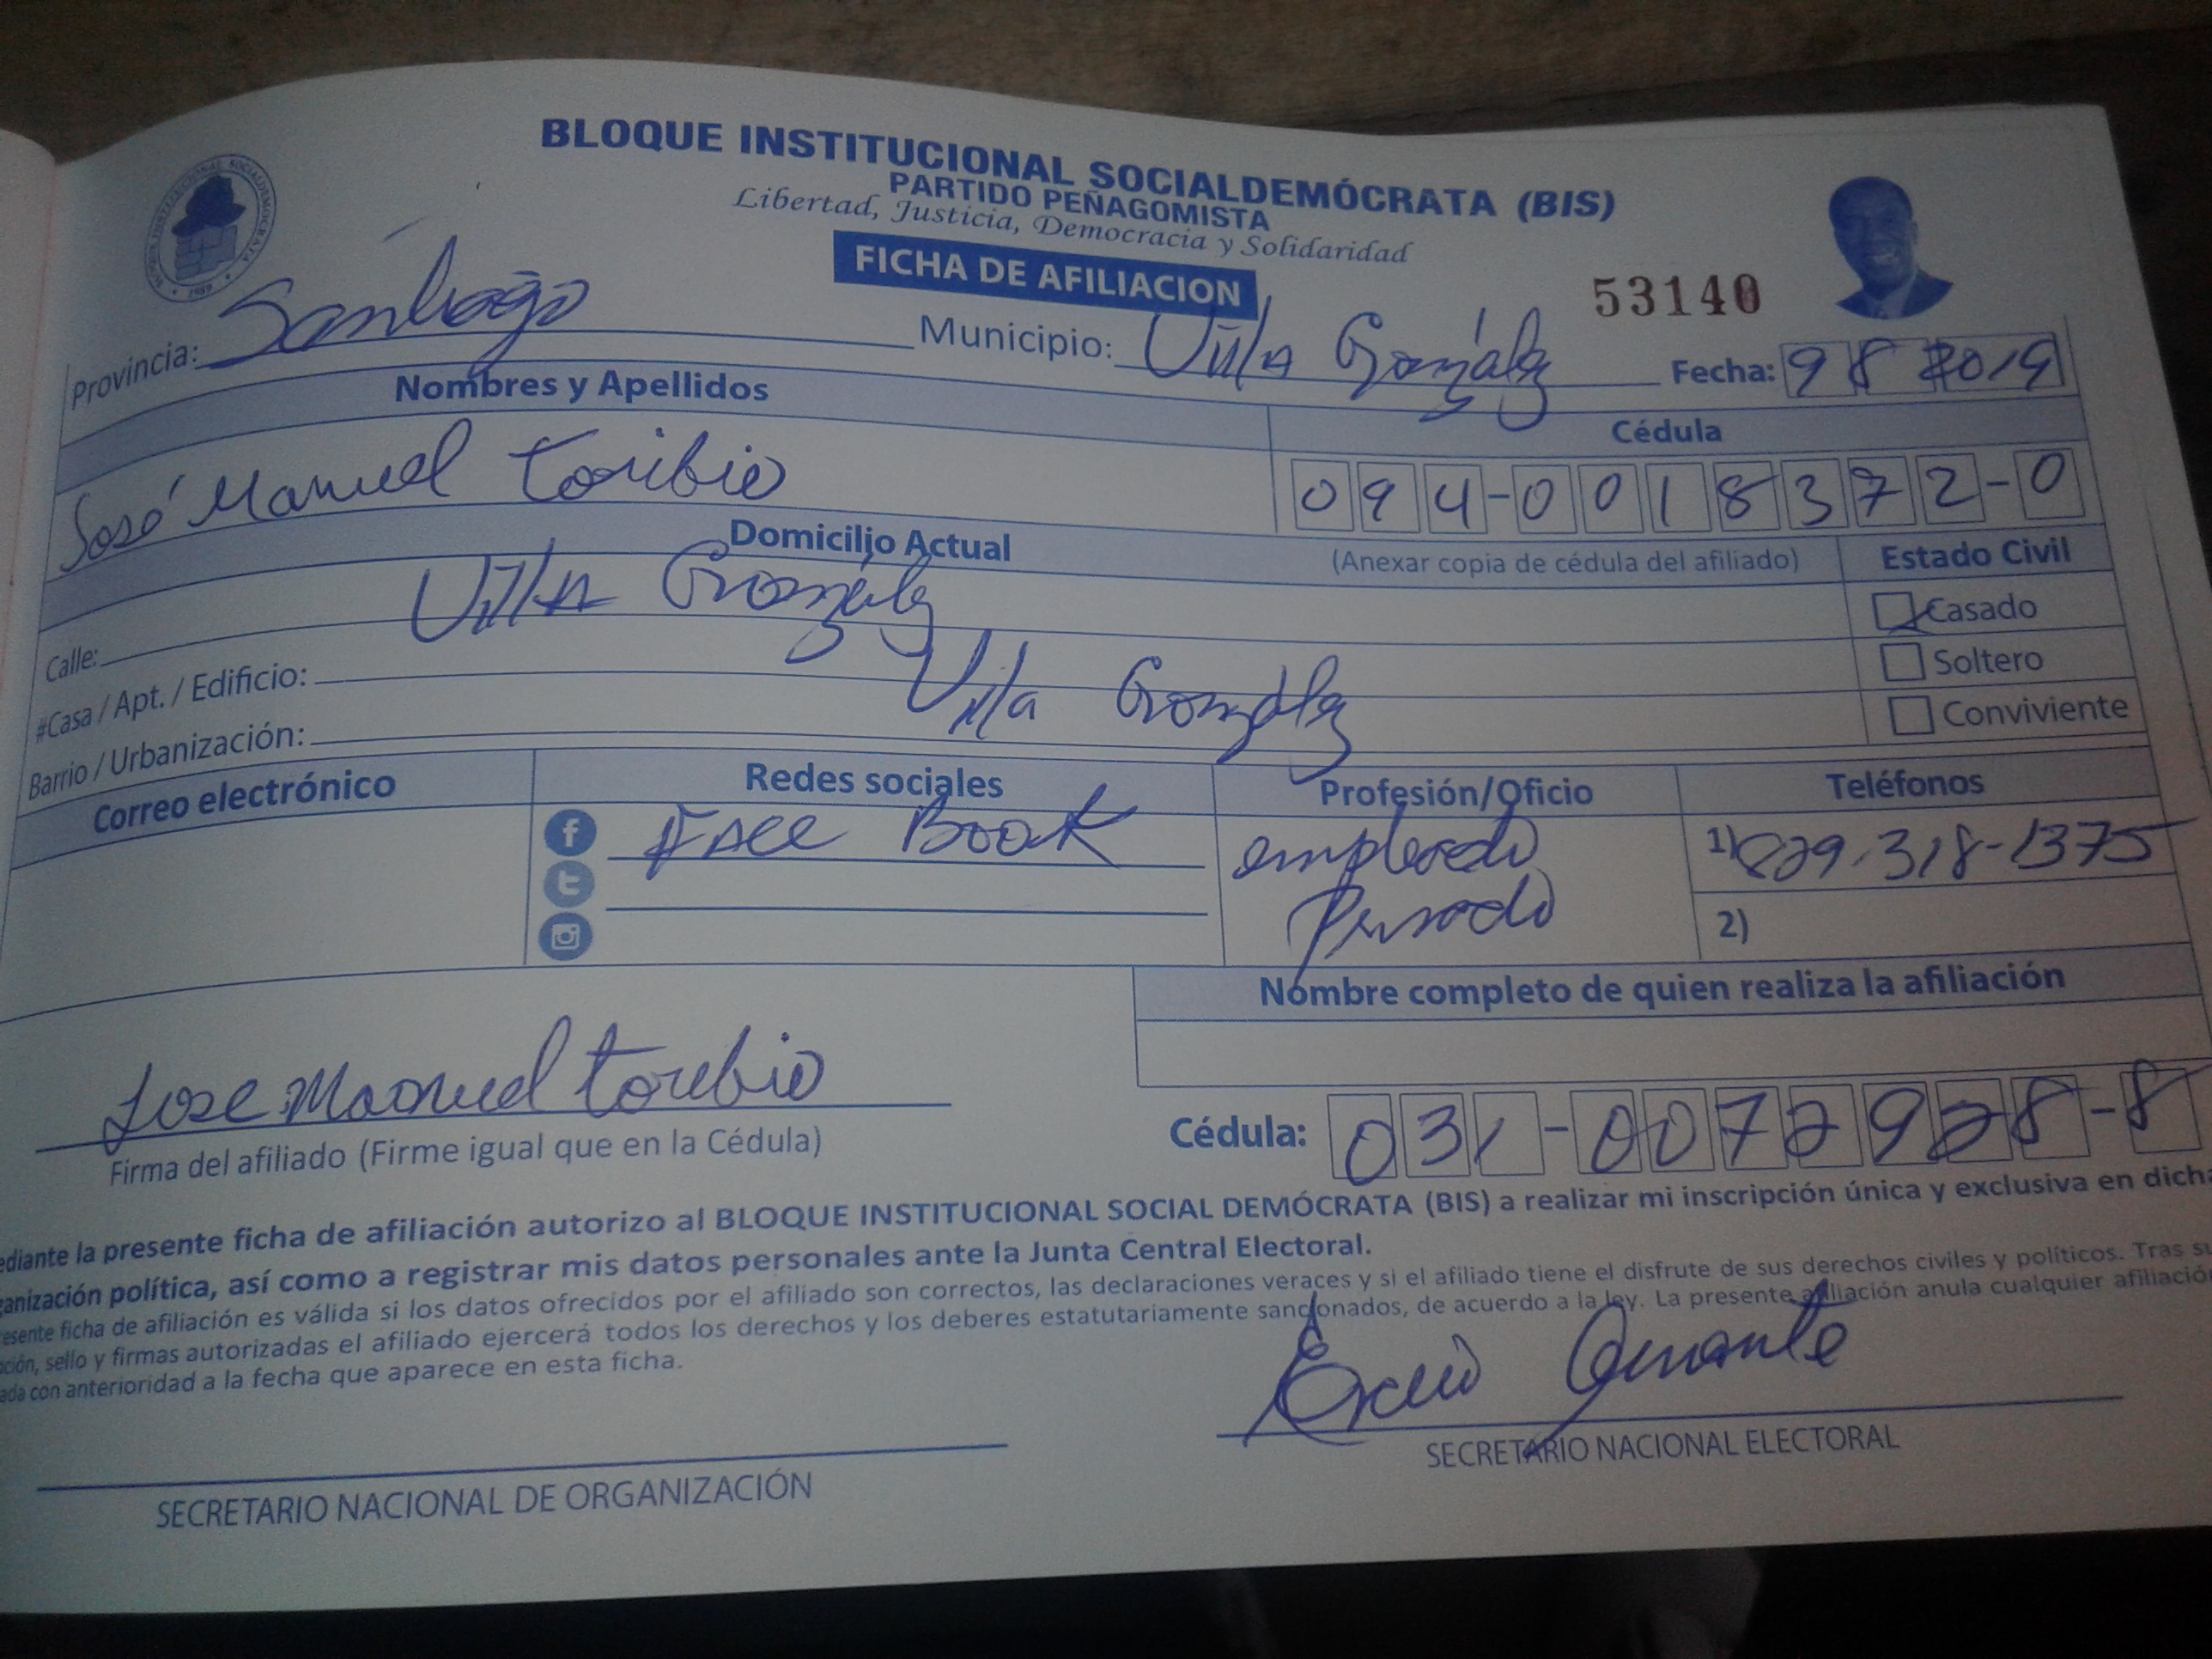 BLOQUE INSTITUCIONAL SOCIALDEMÓCRATA (BIS)
PARTIDO PEÑAGOMISTA
Libertad, Justicia, Democracia y Solidaridad
FICHA DE AFILIACION
53140
Provincia: Santiago Municipio: Villa González Fecha: 9 8 2019
Nombres y Apellidos Cédula
José Manuel Toribio 094-0018372-0
Domicilio Actual (Anexar copia de cédula del afiliado) Estado Civil
Calle: Villa González Casado
#Casa / Apt. / Edificio: Soltero
Barrio / Urbanización: Villa González Conviviente
Correo electrónico Redes sociales Profesión/Oficio Teléfonos
Face Book empleado 1) 829-318-1375
2)
Nombre completo de quien realiza la afiliación
Jose Manuel Toribio
Firma del afiliado (Firme igual que en la Cédula) Cédula: 031-0072928-8
ediante la presente ficha de afiliación autorizo al BLOQUE INSTITUCIONAL SOCIAL DEMÓCRATA (BIS) a realizar mi inscripción única y exclusiva en dicha
ganización política, así como a registrar mis datos personales ante la Junta Central Electoral.
esente ficha de afiliación es válida si los datos ofrecidos por el afiliado son correctos, las declaraciones veraces y si el afiliado tiene el disfrute de sus derechos civiles y políticos. Tras su
ción, sello y firmas autorizadas el afiliado ejercerá todos los derechos y los deberes estatutariamente sancionados, de acuerdo a la ley. La presente afiliación anula cualquier afiliación
ada con anterioridad a la fecha que aparece en esta ficha.
SECRETARIO NACIONAL DE ORGANIZACIÓN
SECRETARIO NACIONAL ELECTORAL